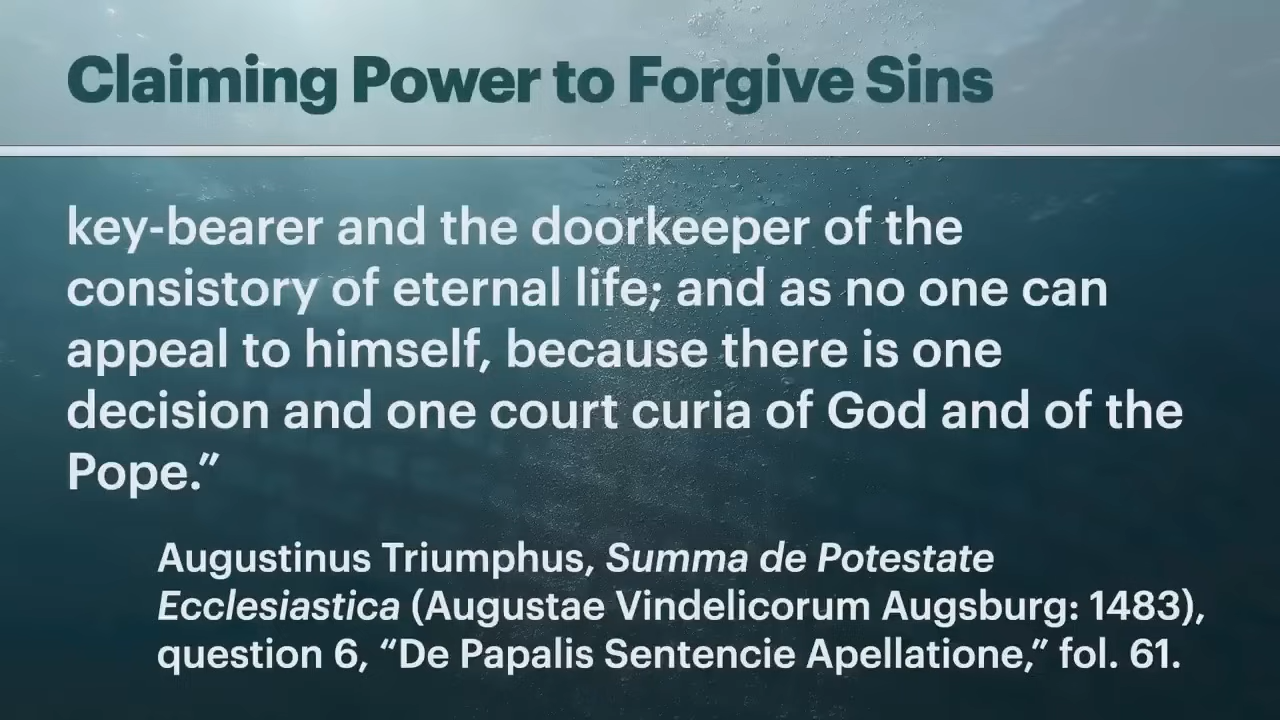 Claiming Power to Forgive Sins
key-bearer and the doorkeeper of the
consistory of eternal life; and as no one can
appeal to himself, because there is one
decision and one court curia of God and of the
Pope.”
Augustinus Triumphus, Summa de Potestate
Ecclesiastica (Augustae Vindelicorum Augsburg: 1483),
question 6, “De Papalis Sentencie Apellatione,” fol. 61.